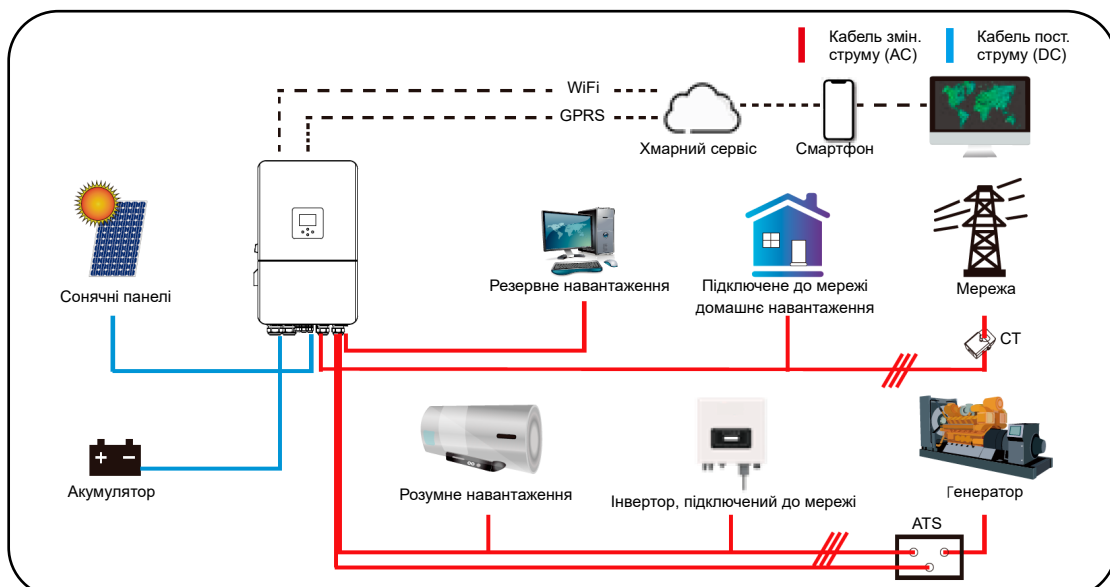 Кабель змін.
струму (AC)
Кабель пост.
струму (DC)
WiFi
GPRS
Хмарний сервіс
Смартфон
Сонячні панелі
Резервне навантаження
Підключене до мережі
домашнє навантаження
Мережа
CT
Акумулятор
Розумне навантаження
Інвертор, підключений до мережі
Генератор
ATS